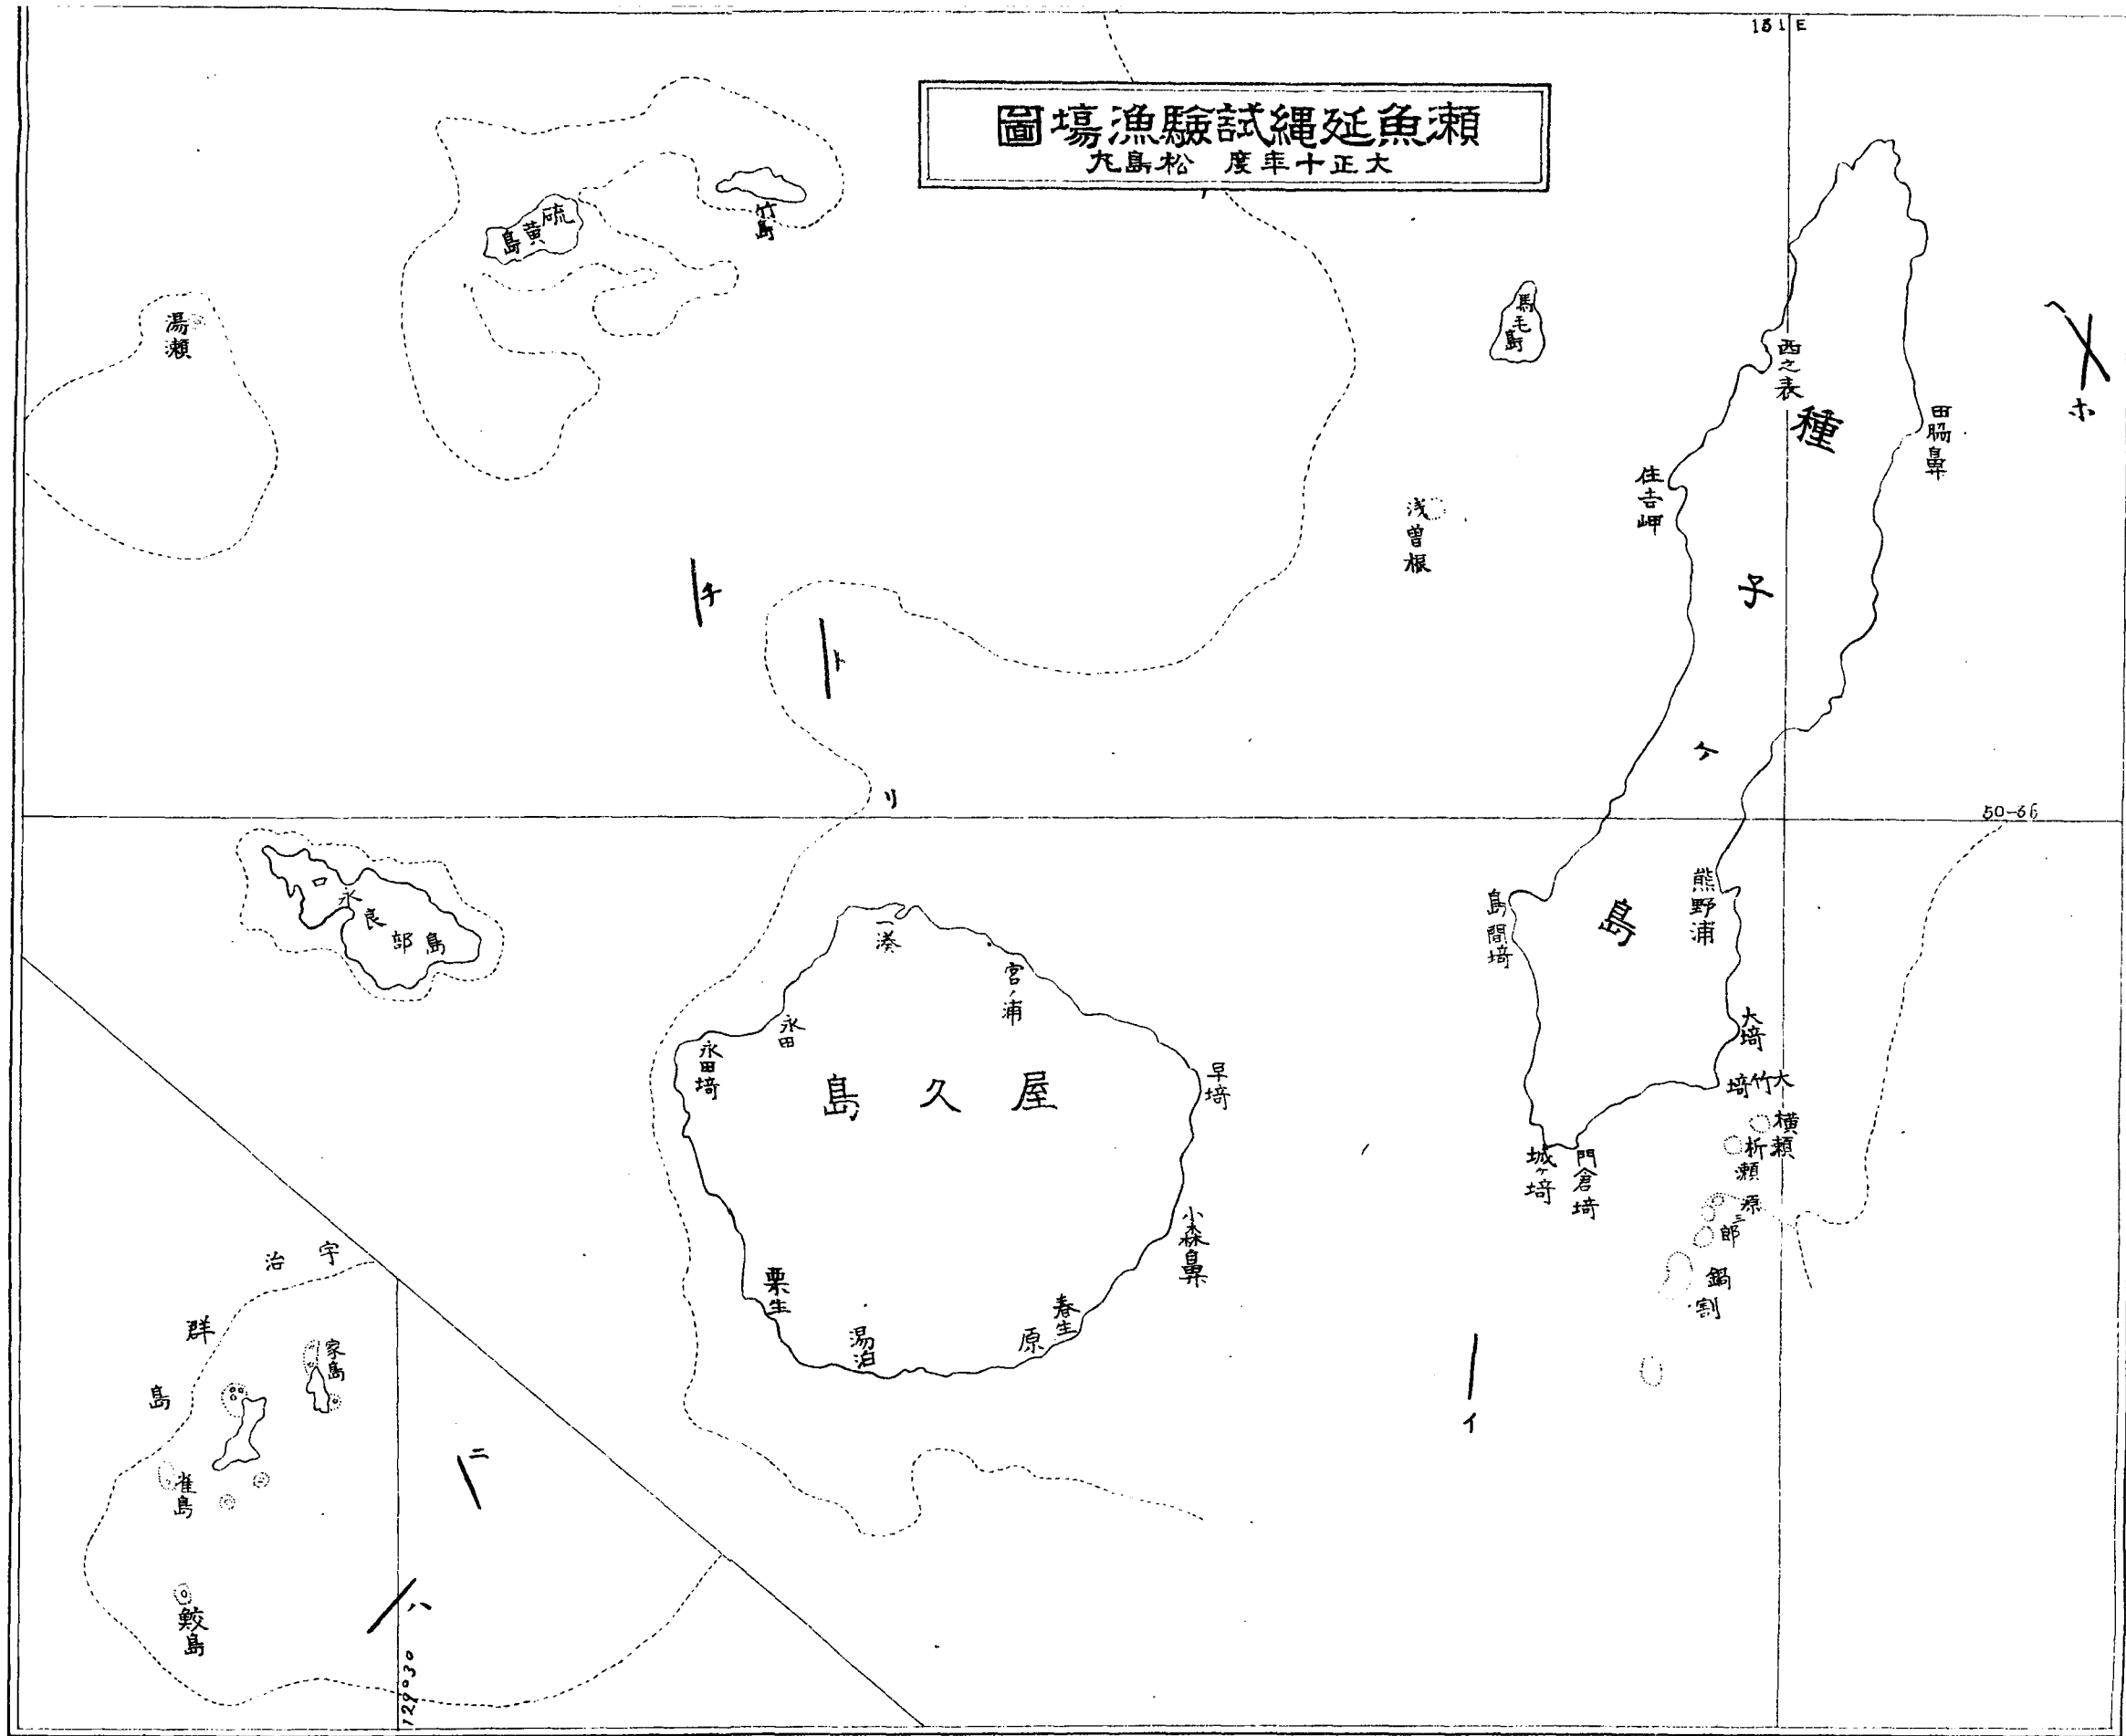 瀬魚延縄試験漁場圖
大正十年度 松島丸
131 E
硫黄島
竹島
湯瀬
馬毛島
西之表
田脇鼻
ホ
種子ヶ島
住吉岬
浅曽根
チ
ト
リ
50-36
口永良部島
一湊
宮ノ浦
永田
永田埼
屋久島
早埼
島間埼
熊野浦
大埼
大竹埼
横瀬
析瀬
原三郎
鍋割
城ケ埼
門倉埼
小森鼻
春生
原
湯泊
栗生
イ
宇治群島
家島
雀島
鮫島
ニ
ハ
129°30